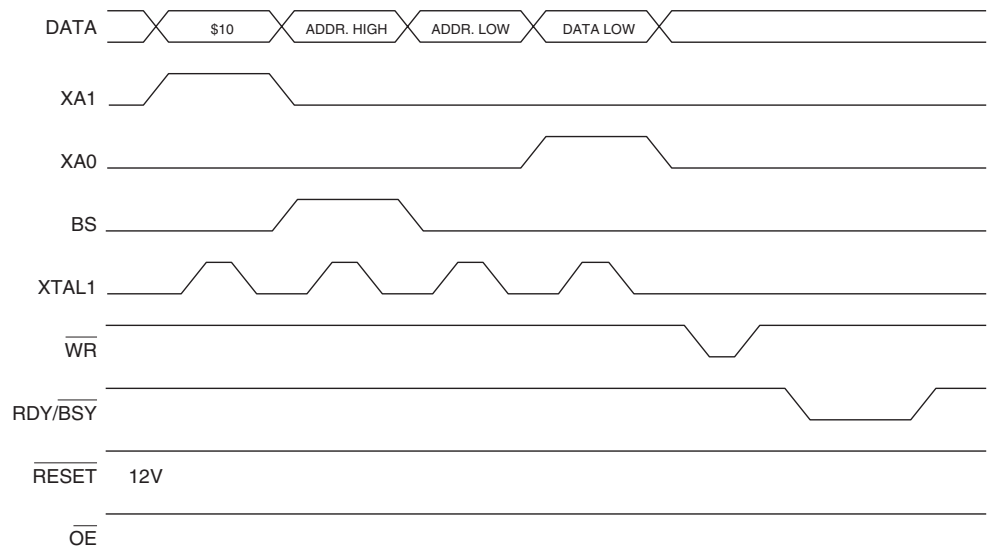 DATA $10 ADDR. HIGH ADDR. LOW DATA LOW
XA1
XA0
BS
XTAL1
WR
RDY/BSY
RESET 12V
OE